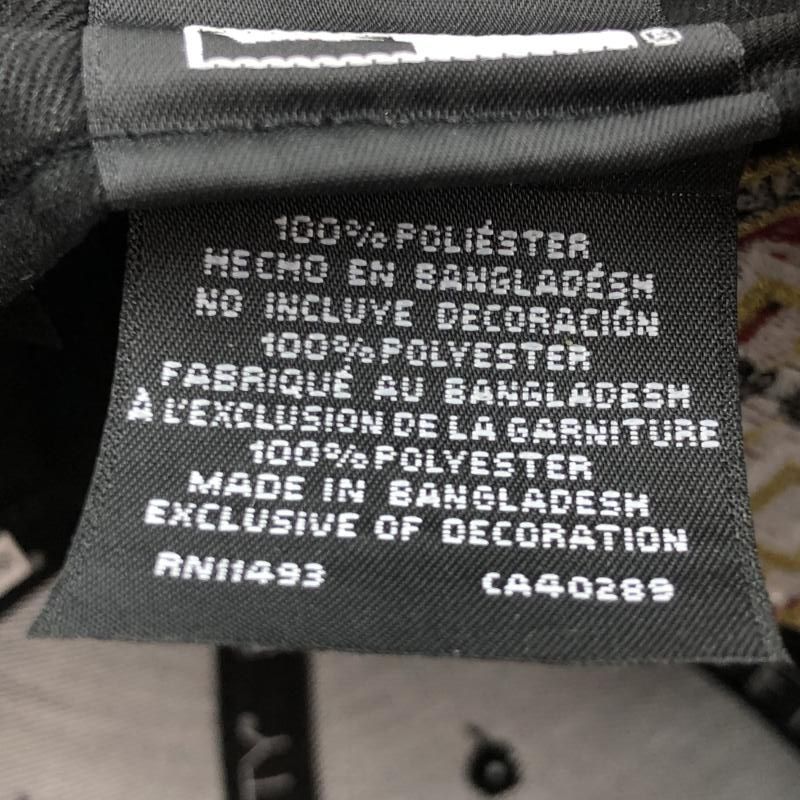 100% POLIÉSTER
HECHO EN BANGLADÉSH
NO INCLUYE DECORACIÓN
100% POLYESTER
FABRIQUÉ AU BANGLADESH
À L'EXCLUSION DE LA GARNITURE
100% POLYESTER
MADE IN BANGLADESH
EXCLUSIVE OF DECORATION
RN11493 CA40289
TY